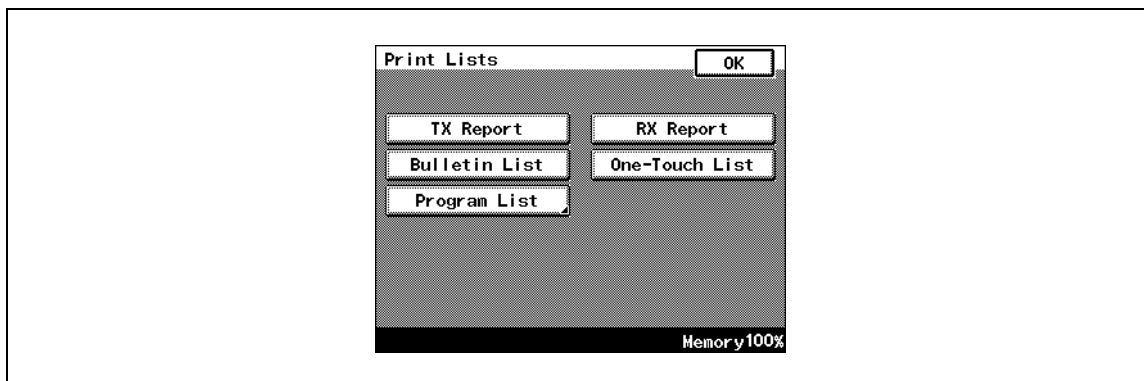 Print Lists OK
TX Report RX Report
Bulletin List One-Touch List
Program List
Memory100%